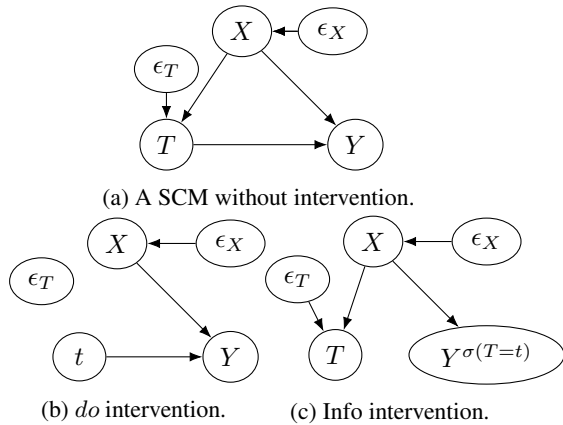 X
ϵ_X
ϵ_T
T
Y
(a) A SCM without intervention.
X
ϵ_X
ϵ_T
t
Y
(b) do intervention.
X
ϵ_X
ϵ_T
T
Y^{σ(T=t)}
(c) Info intervention.